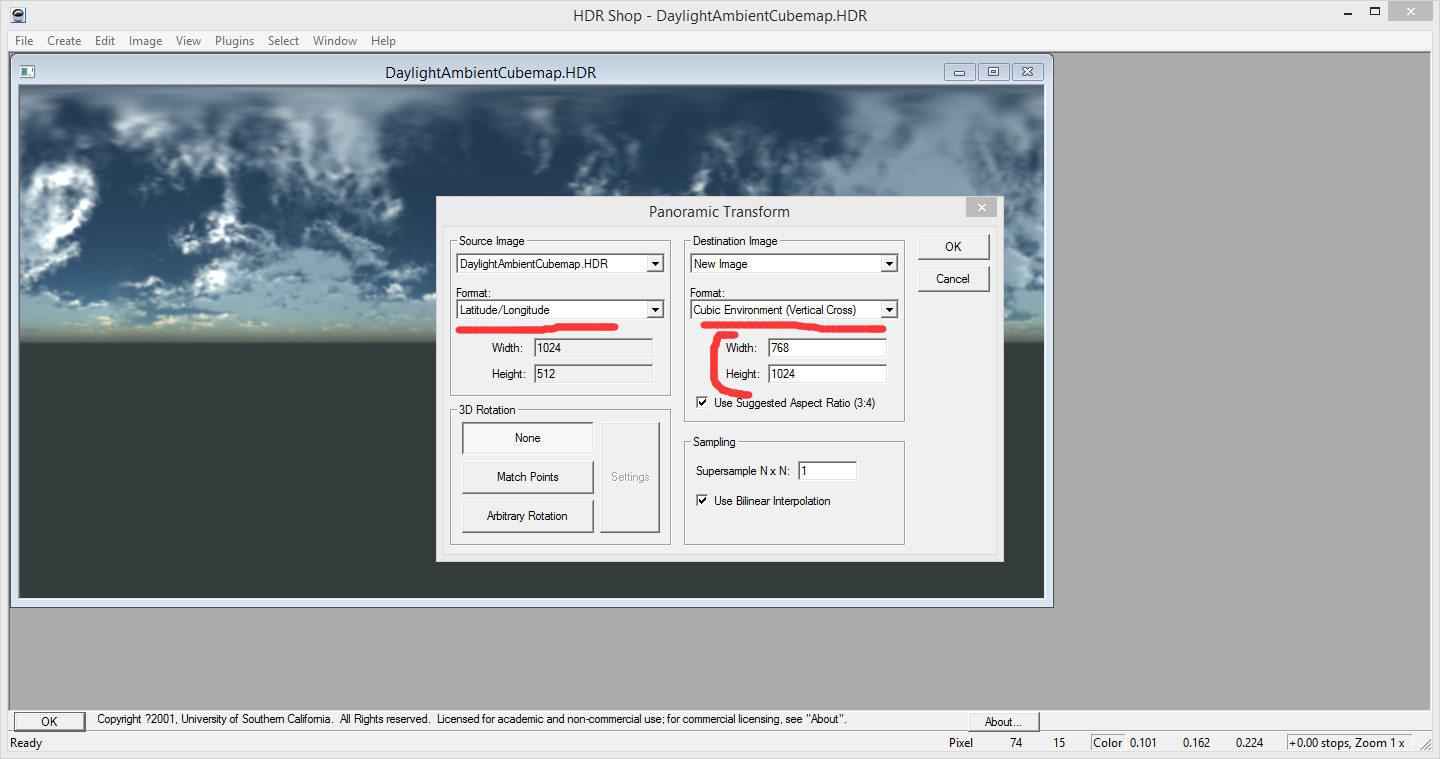 HDR Shop - DaylightAmbientCubemap.HDR
File Create Edit Image View Plugins Select Window Help
DaylightAmbientCubemap.HDR
Panoramic Transform
Source Image
DaylightAmbientCubemap.HDR
Format:
Latitude/Longitude
Width: 1024
Height: 512
3D Rotation
None
Match Points
Arbitrary Rotation
Settings
Destination Image
New Image
Format:
Cubic Environment (Vertical Cross)
Width: 768
Height: 1024
Use Suggested Aspect Ratio (3:4)
Sampling
Supersample N x N: 1
Use Bilinear Interpolation
OK
Cancel
OK Copyright ?2001, University of Southern California. All Rights reserved. Licensed for academic and non-commercial use; for commercial licensing, see "About". About...
Ready Pixel 74 15 Color 0.101 0.162 0.224 +0.00 stops, Zoom 1 x